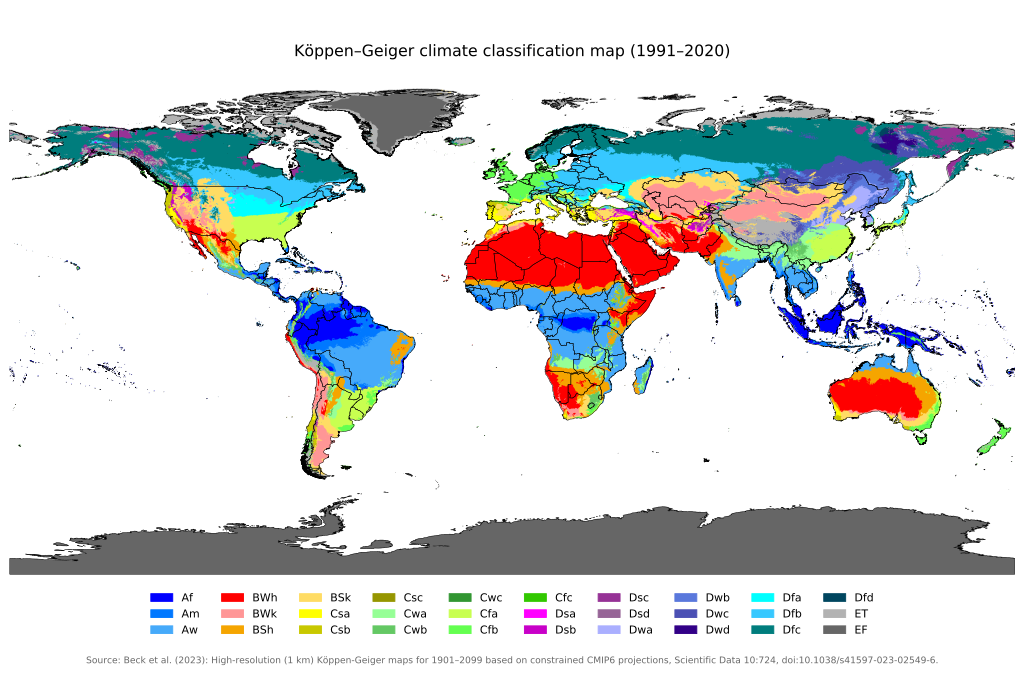 Köppen–Geiger climate classification map (1991–2020)
Af BWh BSk Csc Cwc Cfc Dsc Dwb Dfa Dfd
Am BWk Csa Cwa Cfa Dsa Dsd Dwc Dfb ET
Aw BSh Csb Cwb Cfb Dsb Dwa Dwd Dfc EF
Source: Beck et al. (2023): High-resolution (1 km) Köppen-Geiger maps for 1901–2099 based on constrained CMIP6 projections, Scientific Data 10:724, doi:10.1038/s41597-023-02549-6.